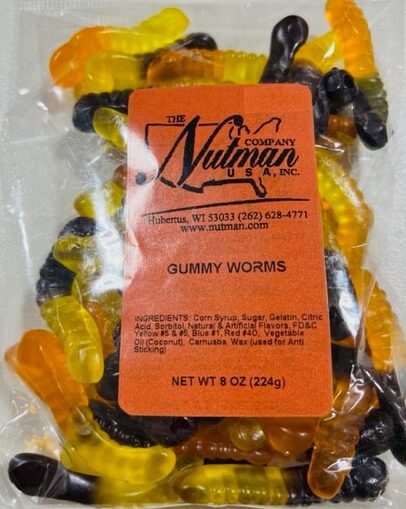 THE
Nutman
COMPANY
USA, INC.
Hubertus, WI 53033 (262) 628-4771
www.nutman.com
GUMMY WORMS
INGREDIENTS: Corn Syrup, Sugar, Gelatin, Citric
Acid, Sorbitol, Natural & Artificial Flavors, FD&C
Yellow #5 & #6, Blue #1, Red #40, Vegetable
Oil (Coconut), Carnuaba Wax (used for Anti
Sticking)
NET WT 8 OZ (224g)